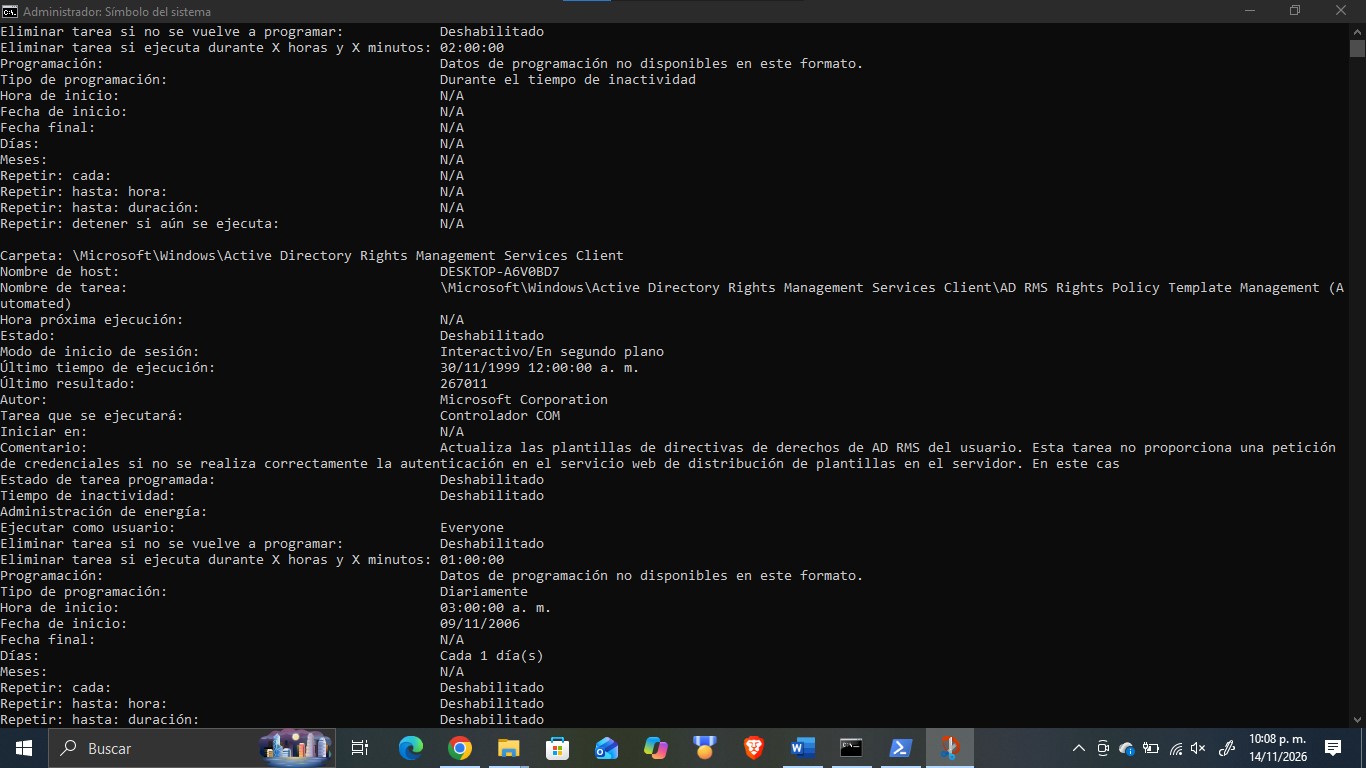 Administrador: Símbolo del sistema
Eliminar tarea si no se vuelve a programar: Deshabilitado
Eliminar tarea si ejecuta durante X horas y X minutos: 02:00:00
Programación: Datos de programación no disponibles en este formato.
Tipo de programación: Durante el tiempo de inactividad
Hora de inicio: N/A
Fecha de inicio: N/A
Fecha final: N/A
Días: N/A
Meses: N/A
Repetir: cada: N/A
Repetir: hasta: hora: N/A
Repetir: hasta: duración: N/A
Repetir: detener si aún se ejecuta: N/A
Carpeta: \Microsoft\Windows\Active Directory Rights Management Services Client
Nombre de host: DESKTOP-A6V0BD7
Nombre de tarea: \Microsoft\Windows\Active Directory Rights Management Services Client\AD RMS Rights Policy Template Management (A
utomated)
Hora próxima ejecución: N/A
Estado: Deshabilitado
Modo de inicio de sesión: Interactivo/En segundo plano
Último tiempo de ejecución: 30/11/1999 12:00:00 a. m.
Último resultado: 267011
Autor: Microsoft Corporation
Tarea que se ejecutará: Controlador COM
Iniciar en: N/A
Comentario: Actualiza las plantillas de directivas de derechos de AD RMS del usuario. Esta tarea no proporciona una petición
de credenciales si no se realiza correctamente la autenticación en el servicio web de distribución de plantillas en el servidor. En este cas
Estado de tarea programada: Deshabilitado
Tiempo de inactividad: Deshabilitado
Administración de energía:
Ejecutar como usuario: Everyone
Eliminar tarea si no se vuelve a programar: Deshabilitado
Eliminar tarea si ejecuta durante X horas y X minutos: 01:00:00
Programación: Datos de programación no disponibles en este formato.
Tipo de programación: Diariamente
Hora de inicio: 03:00:00 a. m.
Fecha de inicio: 09/11/2006
Fecha final: N/A
Días: Cada 1 día(s)
Meses: N/A
Repetir: cada: Deshabilitado
Repetir: hasta: hora: Deshabilitado
Repetir: hasta: duración: Deshabilitado
Buscar
10:08 p. m.
14/11/2026